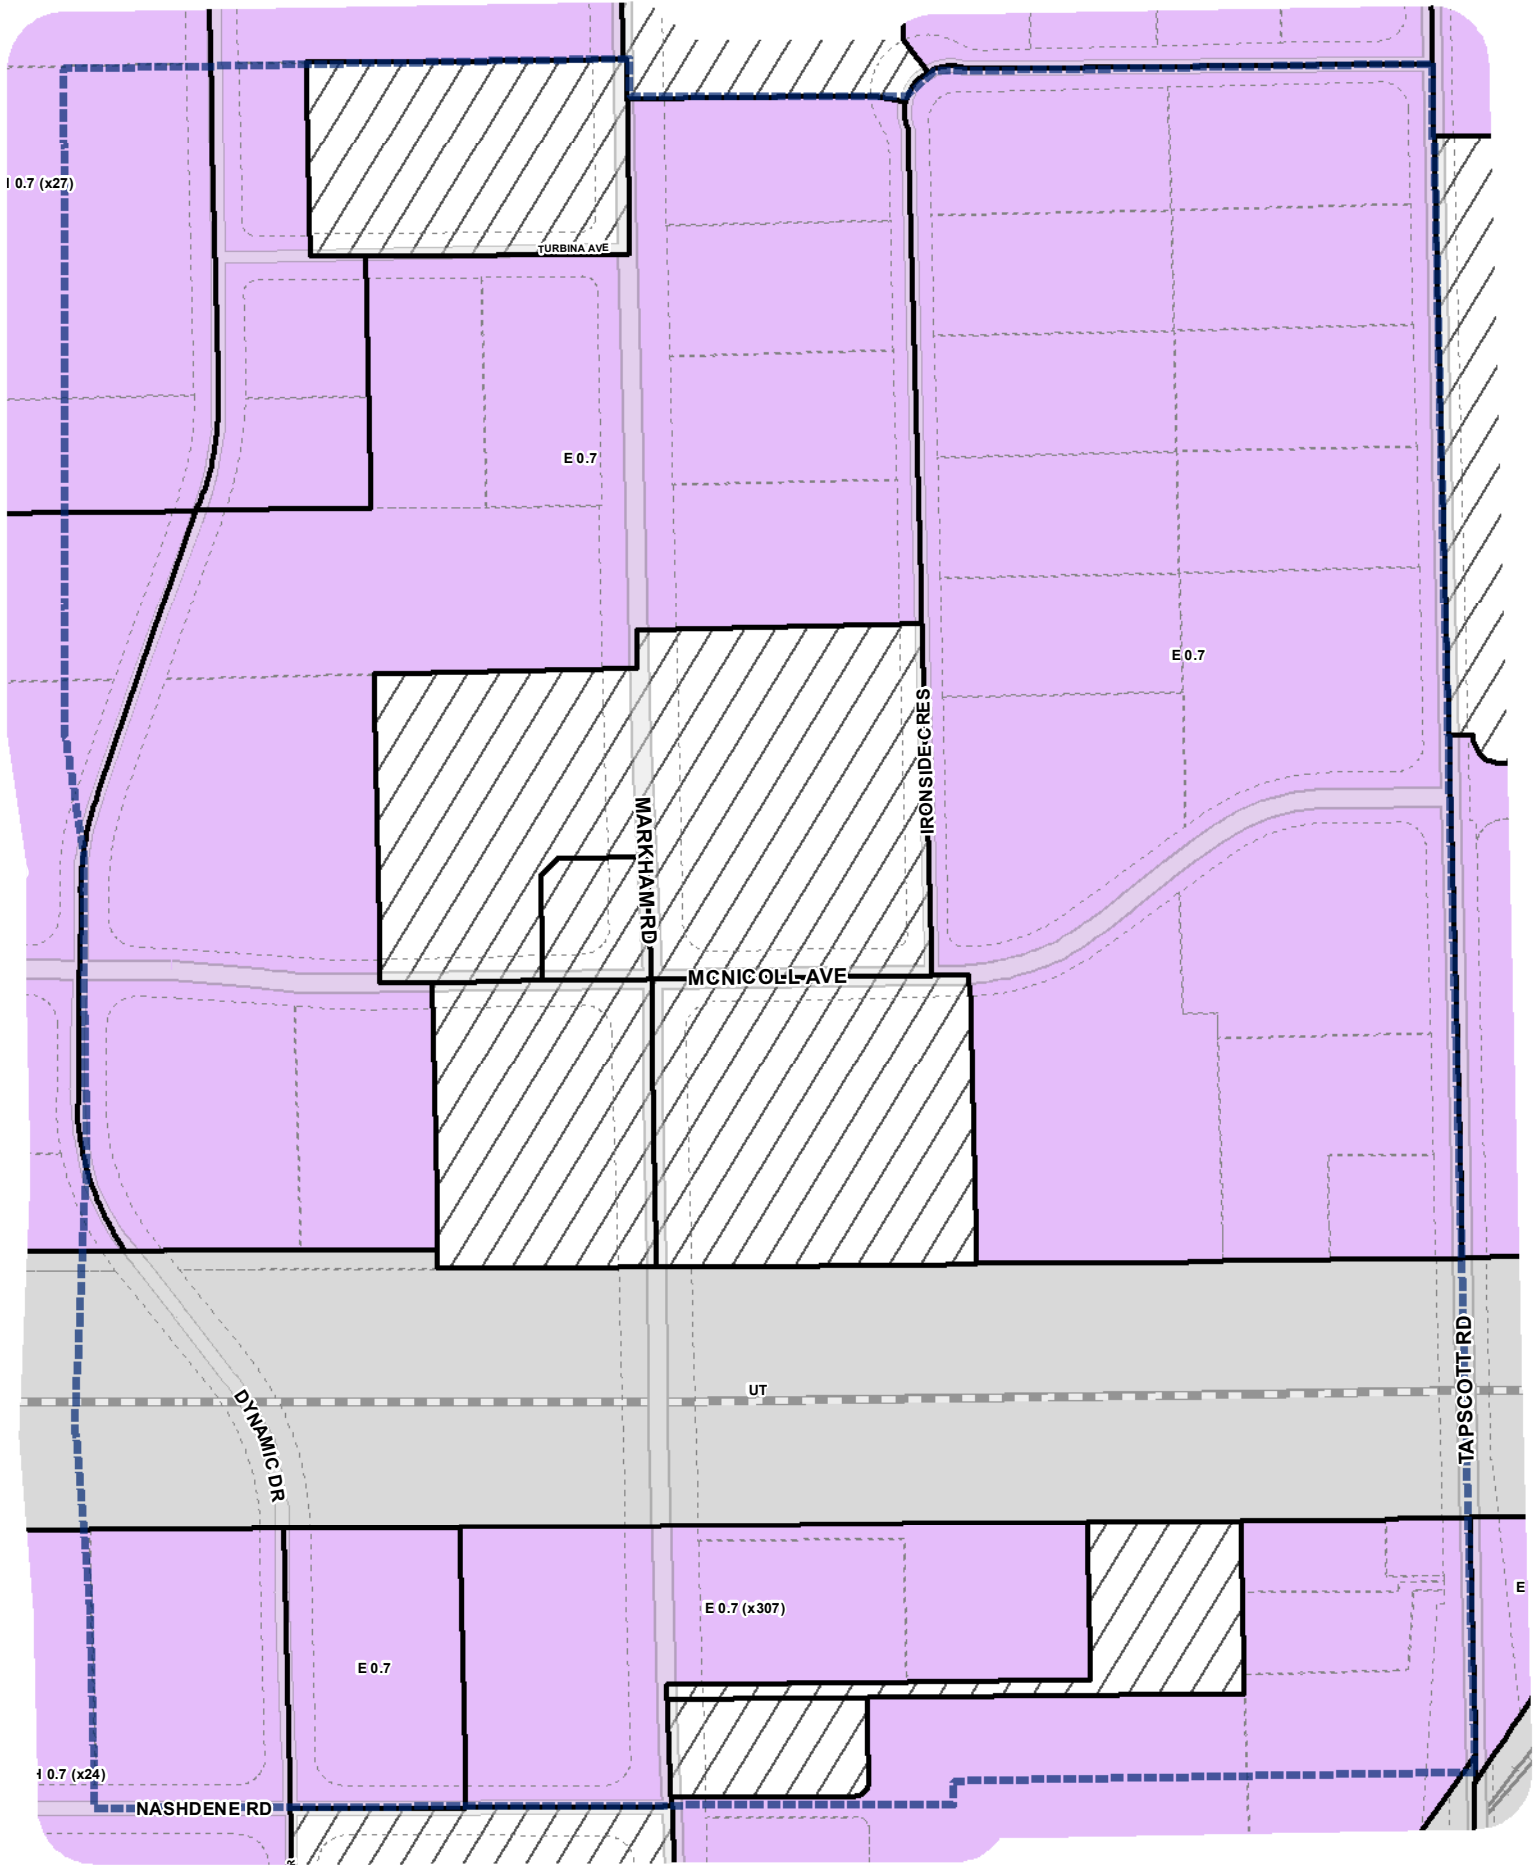 0.7 (x27)
TURBINA AVE
E 0.7
E 0.7
IRONSIDE CRES
MARKHAM RD
MCNICOLL AVE
UT
TAPSCOTT RD
DYNAMIC DR
E
E 0.7 (x307)
E 0.7
0.7 (x24)
NASHDENE RD
R